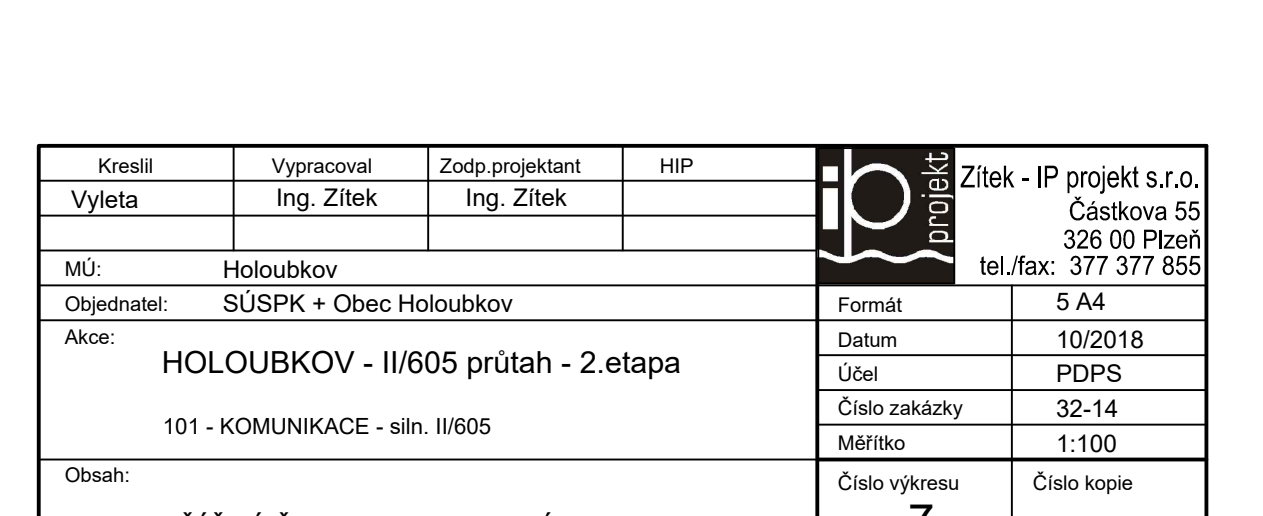 Kreslil Vypracoval Zodp.projektant HIP
Vyleta Ing. Zítek Ing. Zítek
ip projekt
Zítek - IP projekt s.r.o.
Částkova 55
326 00 Plzeň
tel./fax: 377 377 855
MÚ: Holoubkov
Objednatel: SÚSPK + Obec Holoubkov
Formát 5 A4
Akce:
HOLOUBKOV - II/605 průtah - 2.etapa
101 - KOMUNIKACE - siln. II/605
Datum 10/2018
Účel PDPS
Číslo zakázky 32-14
Měřítko 1:100
Obsah:
Číslo výkresu Číslo kopie